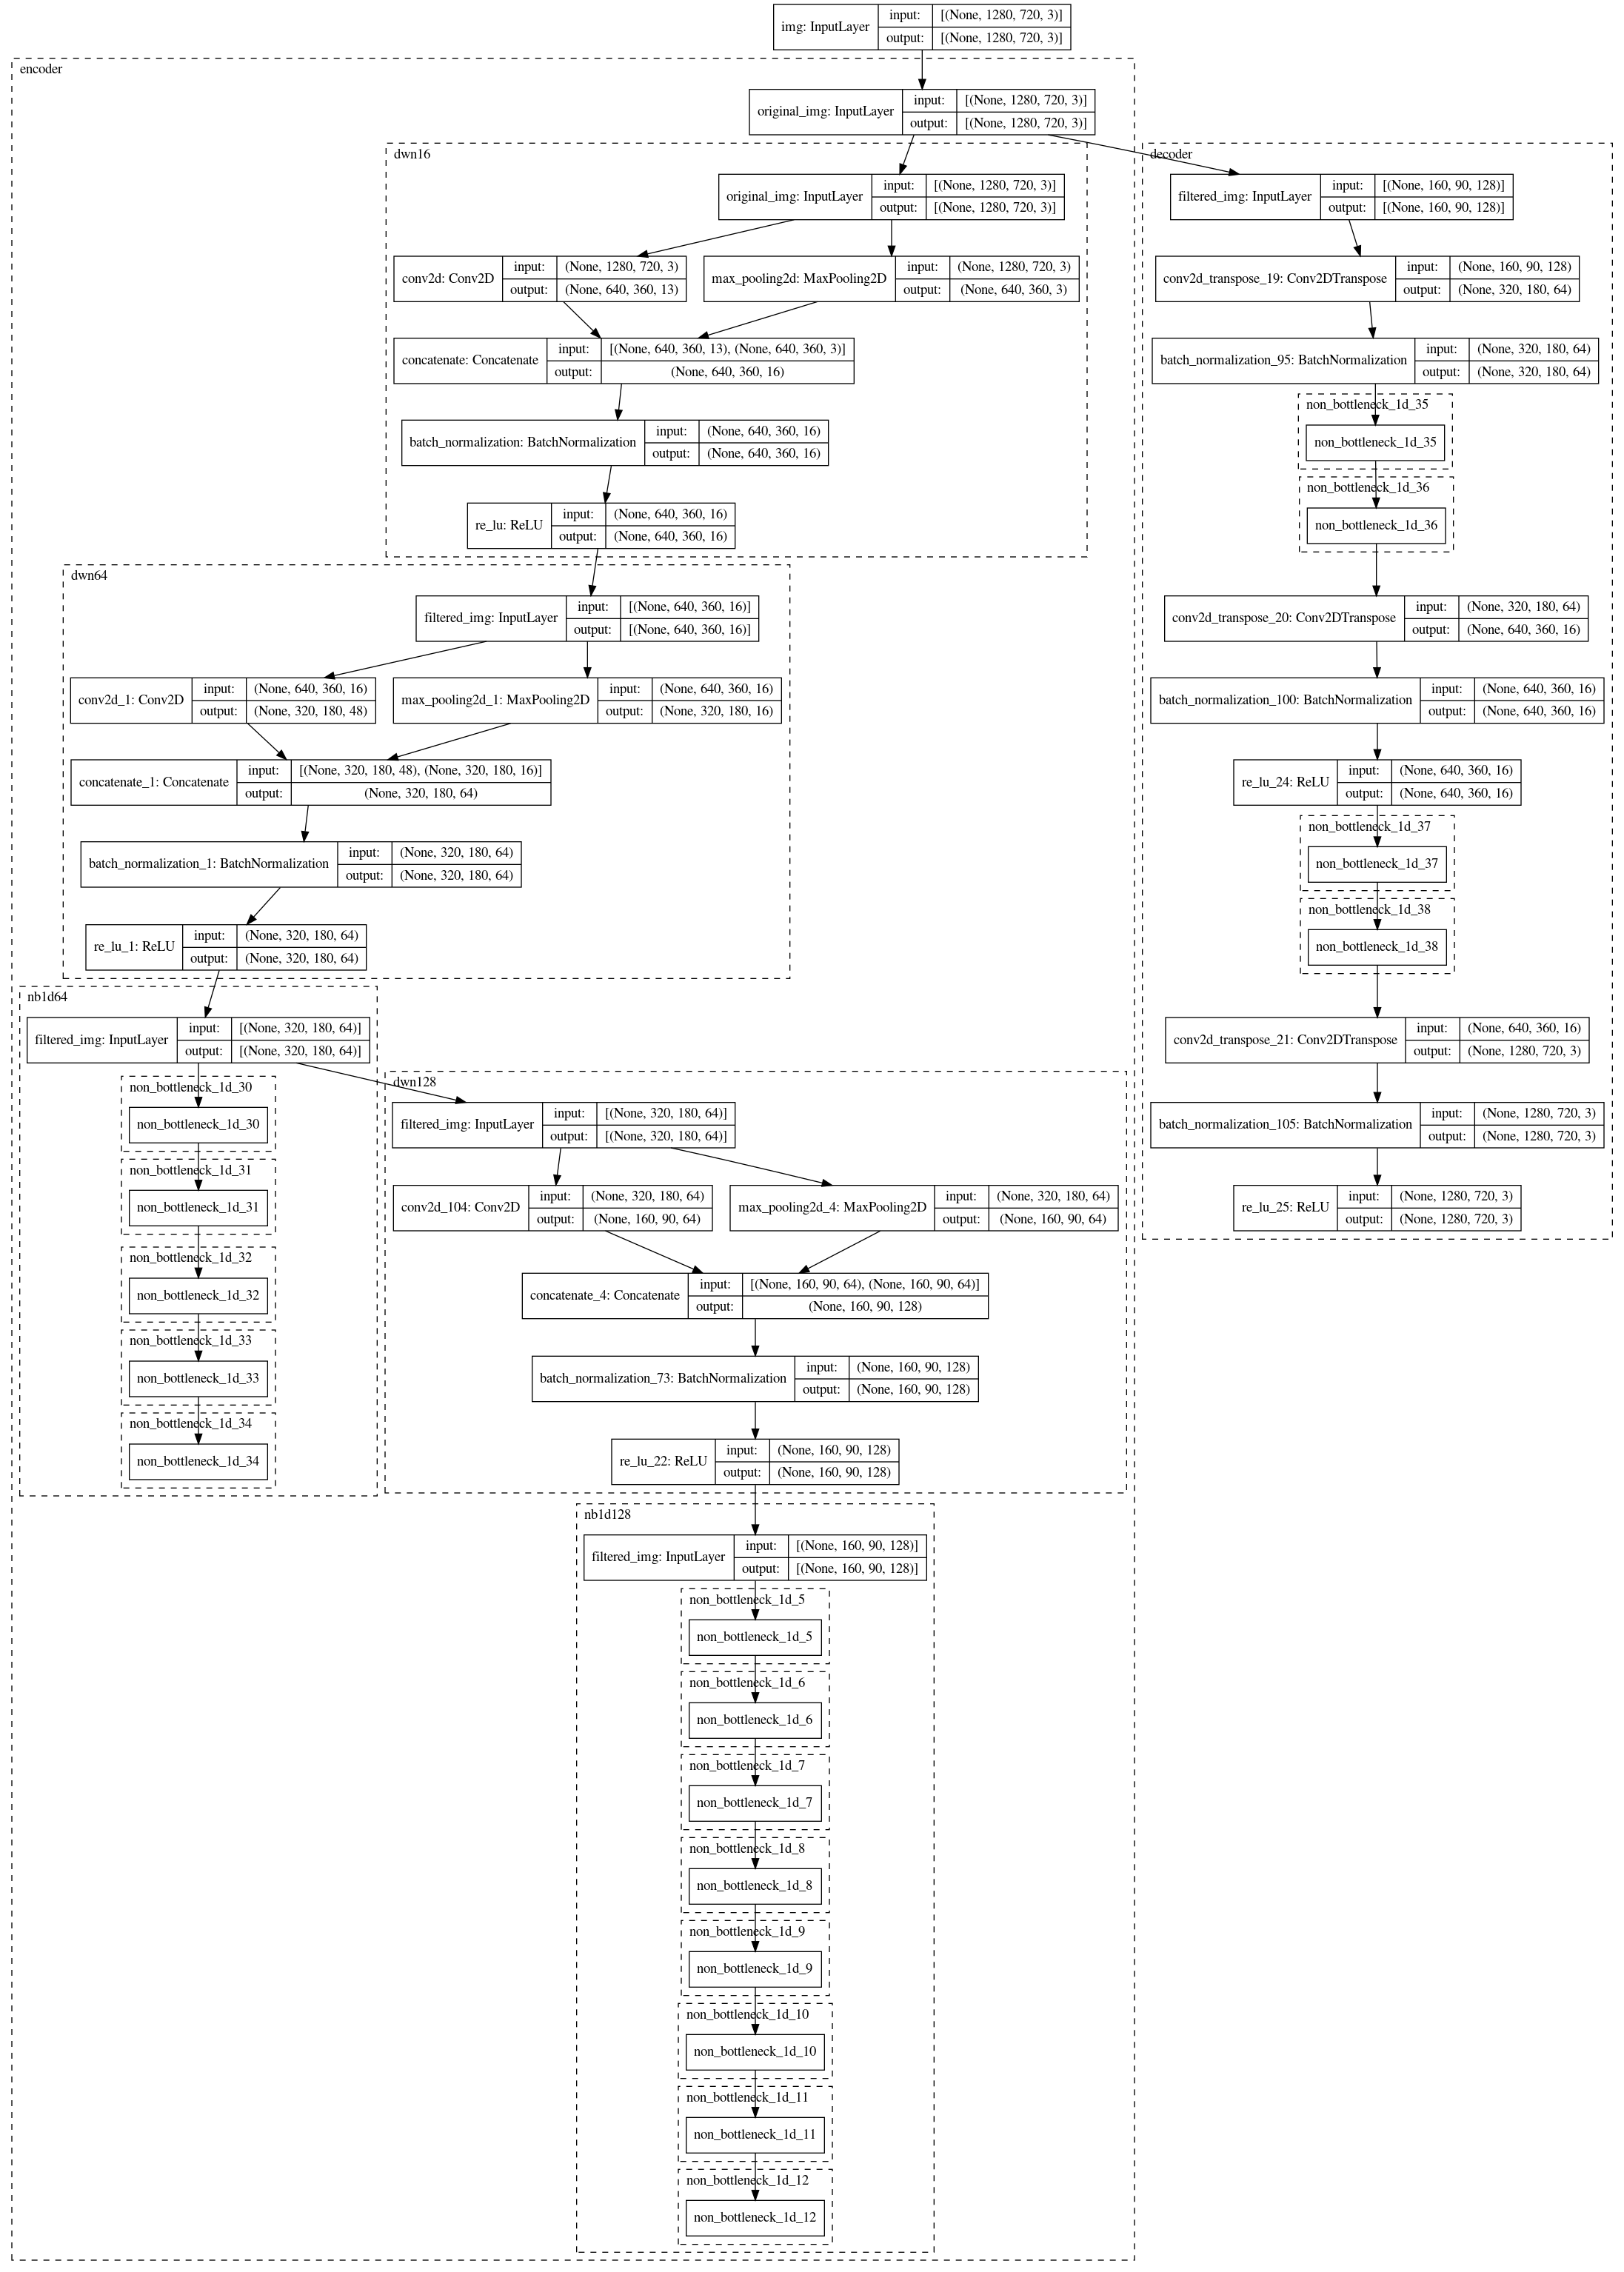 img: InputLayer input: [(None, 1280, 720, 3)]
output: [(None, 1280, 720, 3)]
encoder
original_img: InputLayer input: [(None, 1280, 720, 3)]
output: [(None, 1280, 720, 3)]
dwn16
original_img: InputLayer input: [(None, 1280, 720, 3)]
output: [(None, 1280, 720, 3)]
conv2d: Conv2D input: (None, 1280, 720, 3)
output: (None, 640, 360, 13)
max_pooling2d: MaxPooling2D input: (None, 1280, 720, 3)
output: (None, 640, 360, 3)
concatenate: Concatenate input: [(None, 640, 360, 13), (None, 640, 360, 3)]
output: (None, 640, 360, 16)
batch_normalization: BatchNormalization input: (None, 640, 360, 16)
output: (None, 640, 360, 16)
re_lu: ReLU input: (None, 640, 360, 16)
output: (None, 640, 360, 16)
dwn64
filtered_img: InputLayer input: [(None, 640, 360, 16)]
output: [(None, 640, 360, 16)]
conv2d_1: Conv2D input: (None, 640, 360, 16)
output: (None, 320, 180, 48)
max_pooling2d_1: MaxPooling2D input: (None, 640, 360, 16)
output: (None, 320, 180, 16)
concatenate_1: Concatenate input: [(None, 320, 180, 48), (None, 320, 180, 16)]
output: (None, 320, 180, 64)
batch_normalization_1: BatchNormalization input: (None, 320, 180, 64)
output: (None, 320, 180, 64)
re_lu_1: ReLU input: (None, 320, 180, 64)
output: (None, 320, 180, 64)
nb1d64
filtered_img: InputLayer input: [(None, 320, 180, 64)]
output: [(None, 320, 180, 64)]
non_bottleneck_1d_30
non_bottleneck_1d_30
non_bottleneck_1d_31
non_bottleneck_1d_31
non_bottleneck_1d_32
non_bottleneck_1d_32
non_bottleneck_1d_33
non_bottleneck_1d_33
non_bottleneck_1d_34
non_bottleneck_1d_34
dwn128
filtered_img: InputLayer input: [(None, 320, 180, 64)]
output: [(None, 320, 180, 64)]
conv2d_104: Conv2D input: (None, 320, 180, 64)
output: (None, 160, 90, 64)
max_pooling2d_4: MaxPooling2D input: (None, 320, 180, 64)
output: (None, 160, 90, 64)
concatenate_4: Concatenate input: [(None, 160, 90, 64), (None, 160, 90, 64)]
output: (None, 160, 90, 128)
batch_normalization_73: BatchNormalization input: (None, 160, 90, 128)
output: (None, 160, 90, 128)
re_lu_22: ReLU input: (None, 160, 90, 128)
output: (None, 160, 90, 128)
nb1d128
filtered_img: InputLayer input: [(None, 160, 90, 128)]
output: [(None, 160, 90, 128)]
non_bottleneck_1d_5
non_bottleneck_1d_5
non_bottleneck_1d_6
non_bottleneck_1d_6
non_bottleneck_1d_7
non_bottleneck_1d_7
non_bottleneck_1d_8
non_bottleneck_1d_8
non_bottleneck_1d_9
non_bottleneck_1d_9
non_bottleneck_1d_10
non_bottleneck_1d_10
non_bottleneck_1d_11
non_bottleneck_1d_11
non_bottleneck_1d_12
non_bottleneck_1d_12
decoder
filtered_img: InputLayer input: [(None, 160, 90, 128)]
output: [(None, 160, 90, 128)]
conv2d_transpose_19: Conv2DTranspose input: (None, 160, 90, 128)
output: (None, 320, 180, 64)
batch_normalization_95: BatchNormalization input: (None, 320, 180, 64)
output: (None, 320, 180, 64)
non_bottleneck_1d_35
non_bottleneck_1d_35
non_bottleneck_1d_36
non_bottleneck_1d_36
conv2d_transpose_20: Conv2DTranspose input: (None, 320, 180, 64)
output: (None, 640, 360, 16)
batch_normalization_100: BatchNormalization input: (None, 640, 360, 16)
output: (None, 640, 360, 16)
re_lu_24: ReLU input: (None, 640, 360, 16)
output: (None, 640, 360, 16)
non_bottleneck_1d_37
non_bottleneck_1d_37
non_bottleneck_1d_38
non_bottleneck_1d_38
conv2d_transpose_21: Conv2DTranspose input: (None, 640, 360, 16)
output: (None, 1280, 720, 3)
batch_normalization_105: BatchNormalization input: (None, 1280, 720, 3)
output: (None, 1280, 720, 3)
re_lu_25: ReLU input: (None, 1280, 720, 3)
output: (None, 1280, 720, 3)